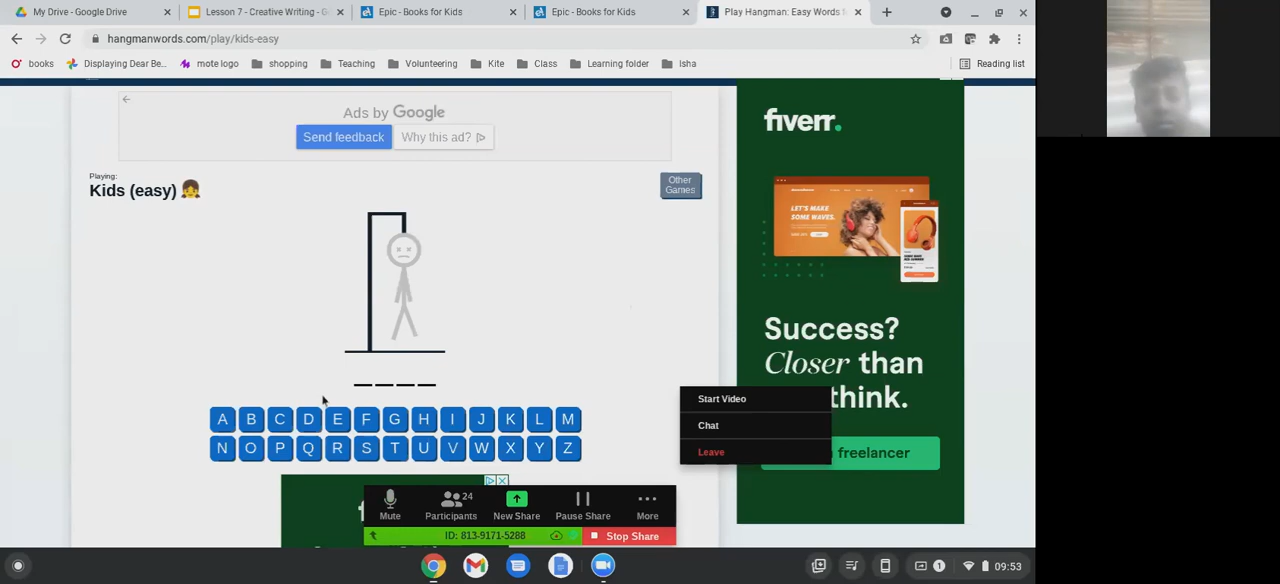 My Drive - Google Drive
Lesson 7 - Creative Writing - G
Epic - Books for Kids
Epic - Books for Kids
Play Hangman: Easy Words f
hangmanwords.com/play/kids-easy
books
Displaying Dear Be...
mote logo
shopping
Teaching
Volunteering
Kite
Class
Learning folder
Isha
Reading list
Ads by Google
Send feedback
Why this ad?
Playing:
Kids (easy)
Other
Games
A B C D E F G H I J K L M
N O P Q R S T U V W X Y Z
fiverr.
LET'S MAKE
SOME WAVES.
Success?
Closer than
think.
freelancer
Start Video
Chat
Leave
24
Mute
Participants
New Share
Pause Share
More
ID: 813-9171-5288
Stop Share
1
09:53